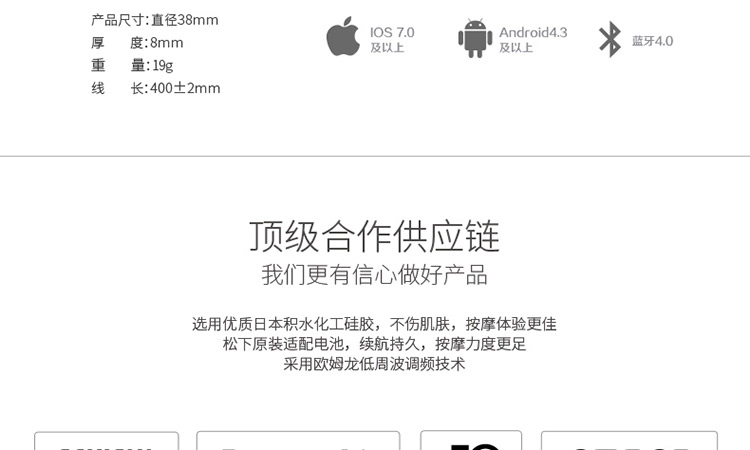 产品尺寸:直径38mm
厚 度:8mm
重 量:19g
线 长:400±2mm
IOS 7.0
及以上
Android4.3
及以上
蓝牙4.0
顶级合作供应链
我们更有信心做好产品
选用优质日本积水化工硅胶，不伤肌肤，按摩体验更佳
松下原装适配电池，续航持久，按摩力度更足
采用欧姆龙低周波调频技术